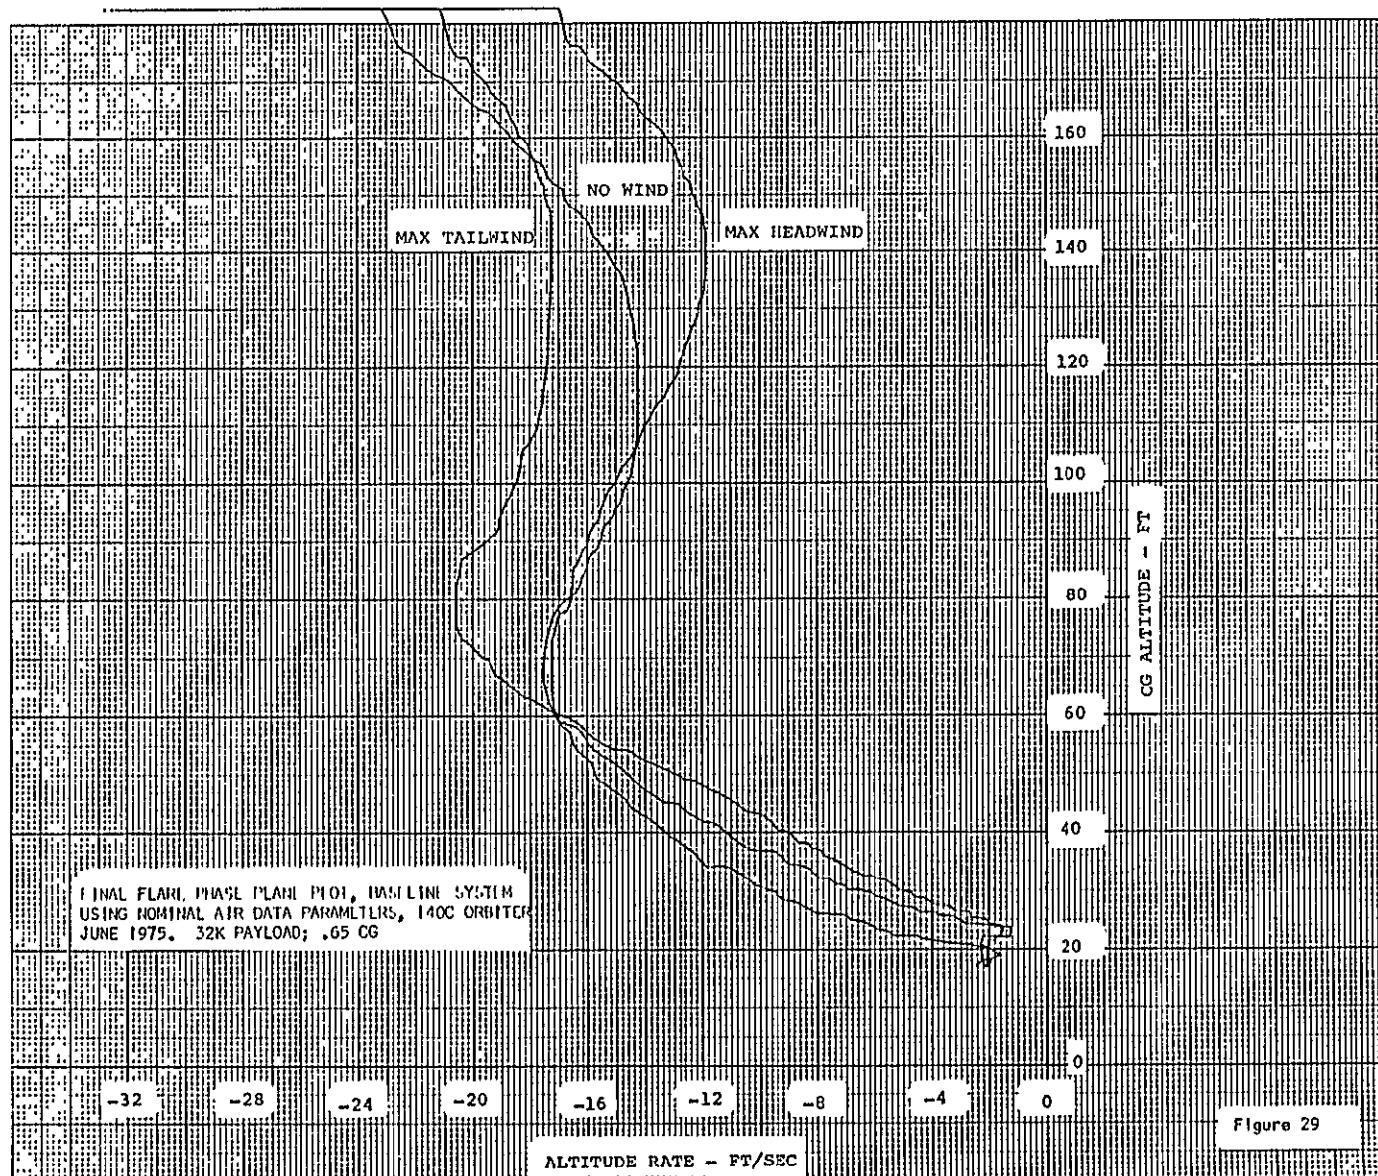 160
NO WIND
MAX TAILWIND
MAX HEADWIND
140
120
100
CG ALTITUDE - FT
80
60
40
FINAL FLARE PHASE PLANE PLOT, BASELINE SYSTEM
USING NOMINAL AIR DATA PARAMETERS, 140C ORBITER
JUNE 1975. 32K PAYLOAD; .65 CG
20
0
-32 -28 -24 -20 -16 -12 -8 -4 0
Figure 29
ALTITUDE RATE - FT/SEC